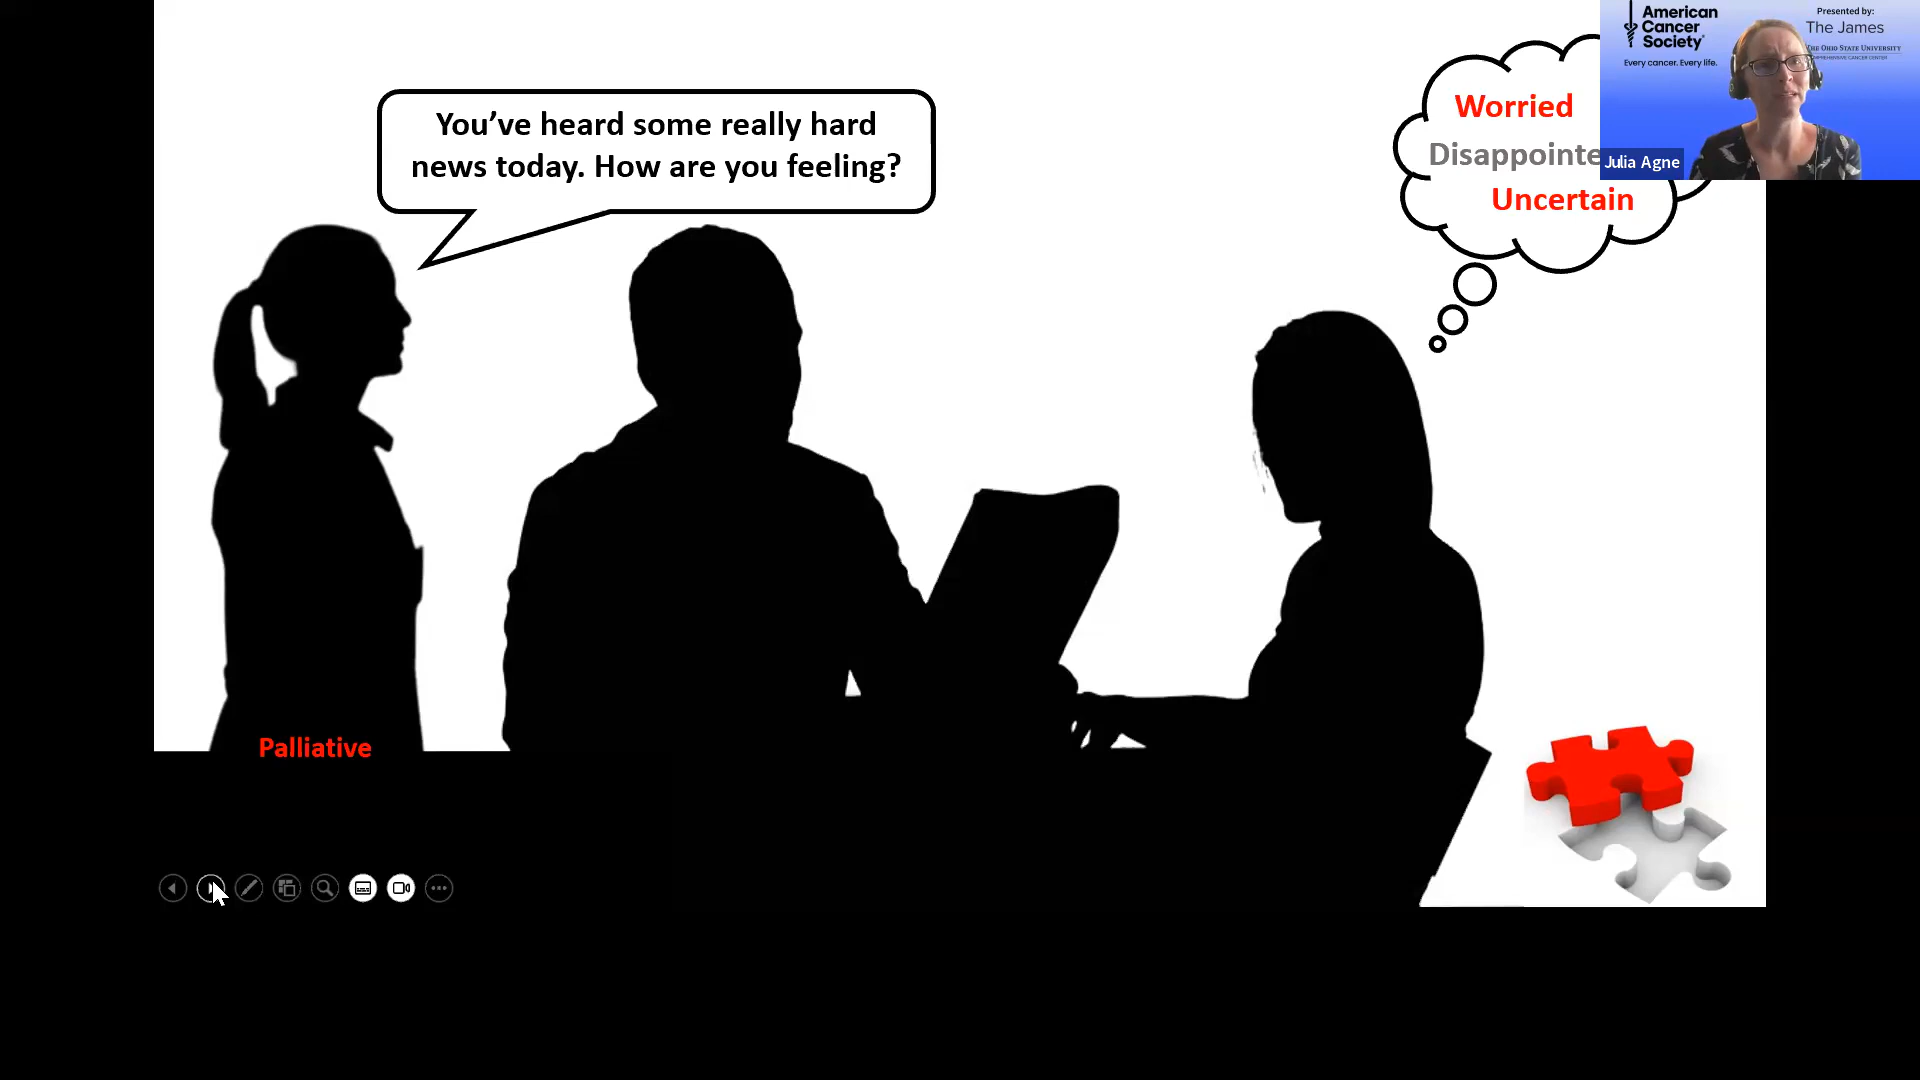 You’ve heard some really hard
news today. How are you feeling?
Worried
Disappointe
Uncertain
Palliative
American
Cancer
Society
Every cancer. Every life.
Presented by:
The James
THE OHIO STATE UNIVERSITY
COMPREHENSIVE CANCER CENTER
Julia Agne